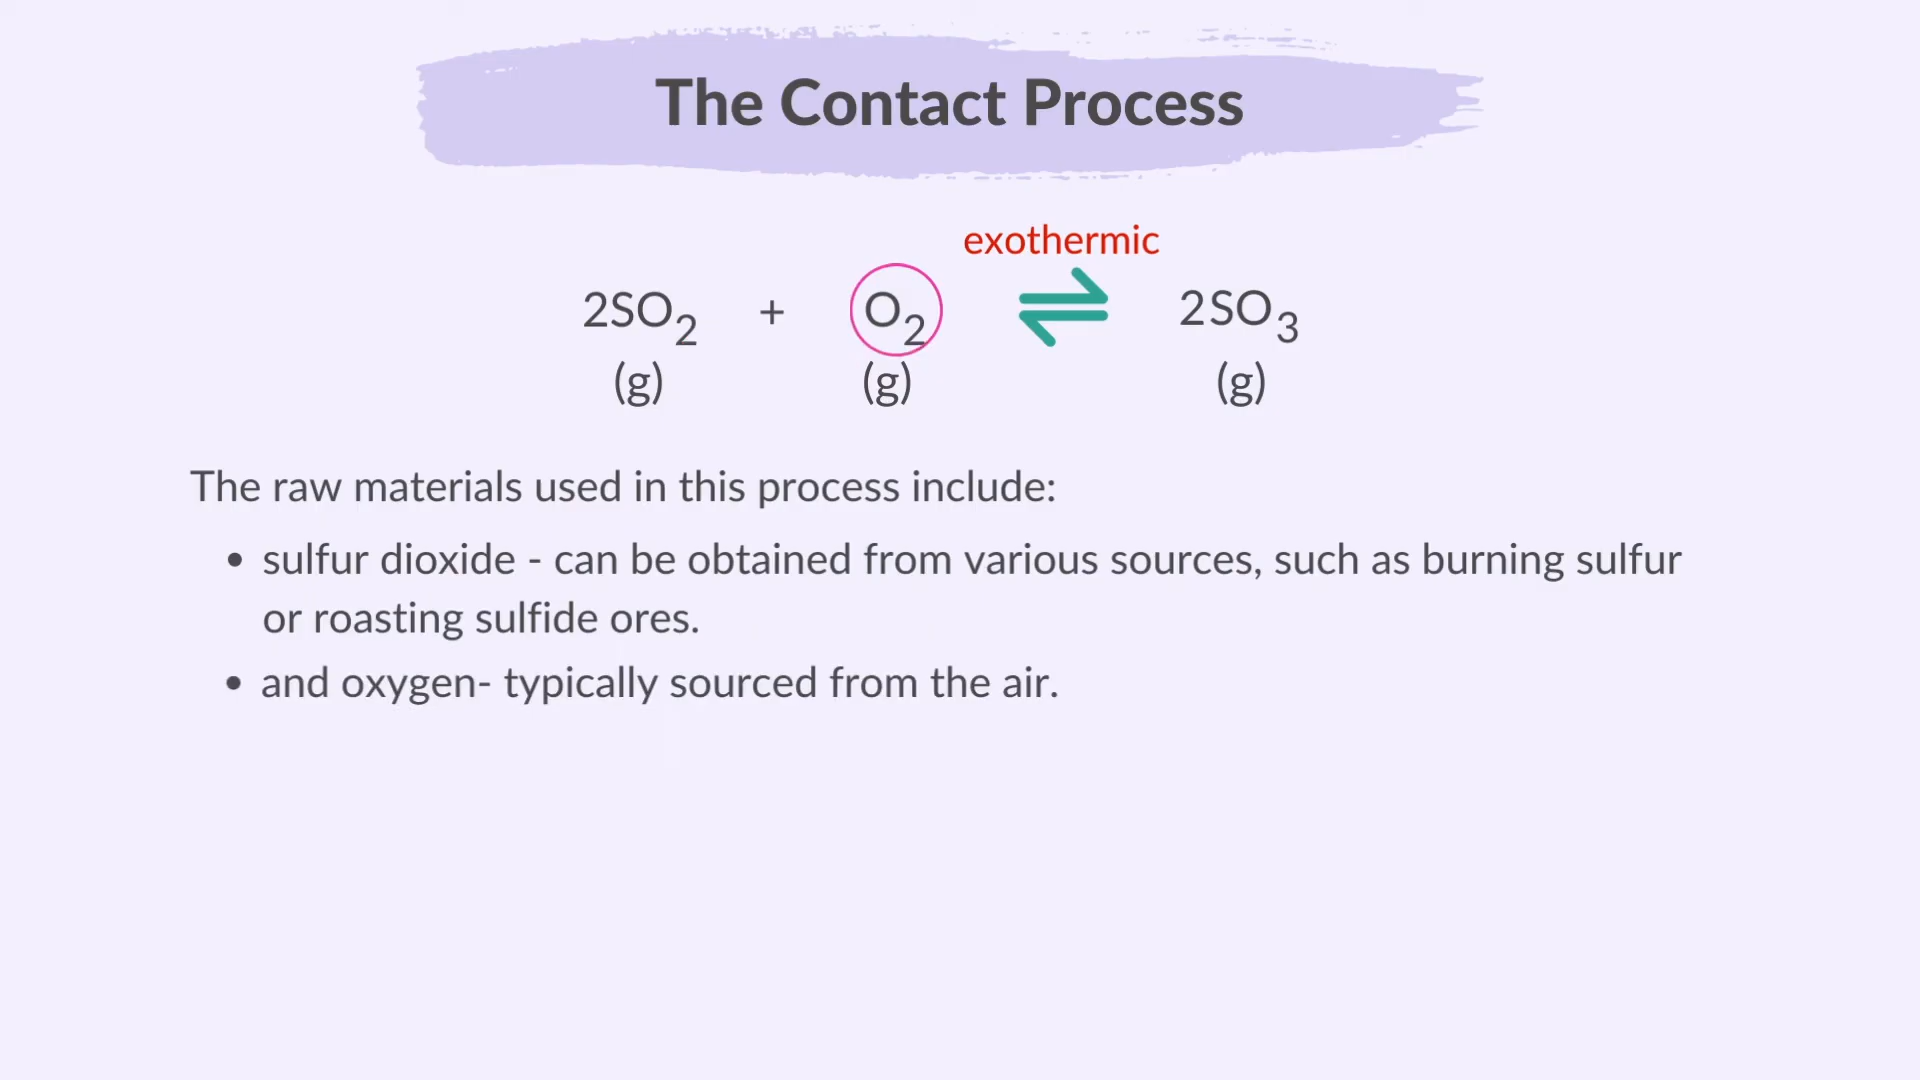 The Contact Process
exothermic
2SO₂ + O₂ ⇌ 2SO₃
(g) (g) (g)
The raw materials used in this process include:
• sulfur dioxide - can be obtained from various sources, such as burning sulfur
or roasting sulfide ores.
• and oxygen- typically sourced from the air.